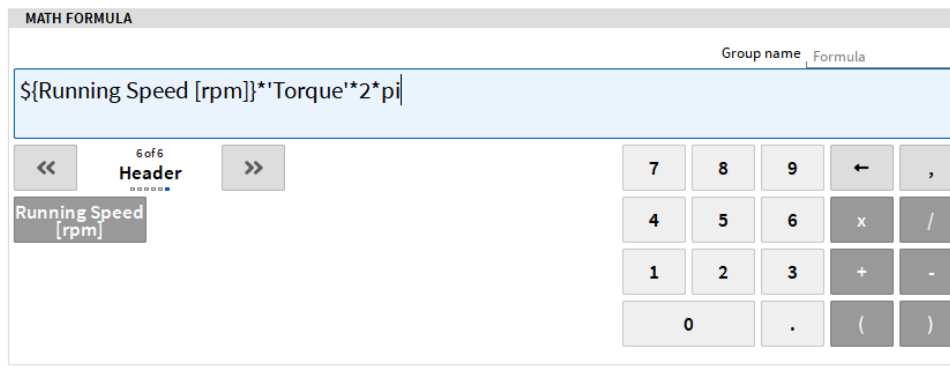 MATH FORMULA
Group name Formula
${Running Speed [rpm]}*'Torque'*2*pi
6 of 6
Header
7 8 9 ← ,
Running Speed
[rpm]
4 5 6 x /
1 2 3 + -
0 . ( )